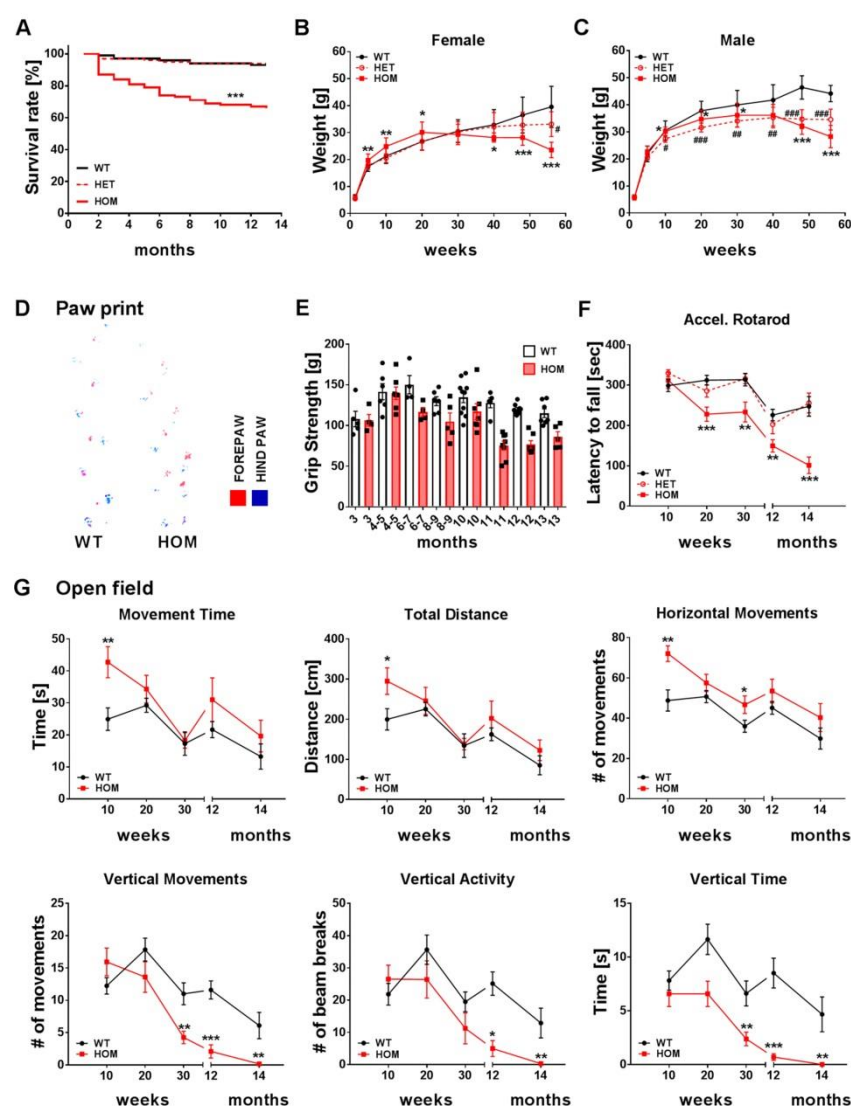 A
Survival rate [%]
100
80
60
40
20
0
***
WT
HET
HOM
0 2 4 6 8 10 12 14
months
B
Female
Weight [g]
60
50
40
30
20
10
0
WT
HET
HOM
** ** * # * *** ***
0 10 20 30 40 50 60
weeks
C
Male
Weight [g]
60
50
40
30
20
10
0
WT
HET
HOM
* * * ### ###
# ### ## ## *** ***
0 10 20 30 40 50 60
weeks
D Paw print
WT HOM
FOREPAW
HIND PAW
E
Grip Strength [g]
200
150
100
50
0
WT
HOM
3 3 4-5 4-5 6-7 6-7 8-9 8-9 10 10 11 11 12 12 13 13
months
F
Accel. Rotarod
Latency to fall [sec]
400
300
200
100
0
WT
HET
HOM
*** ** ** ***
10 20 30 12 14
weeks months
G Open field
Movement Time
Time [s]
50
40
30
20
10
0
**
WT
HOM
10 20 30 12 14
weeks months
Total Distance
Distance [cm]
400
300
200
100
0
*
WT
HOM
10 20 30 12 14
weeks months
Horizontal Movements
# of movements
80
60
40
20
0
** *
WT
HOM
10 20 30 12 14
weeks months
Vertical Movements
# of movements
25
20
15
10
5
0
** *** **
WT
HOM
10 20 30 12 14
weeks months
Vertical Activity
# of beam breaks
50
40
30
20
10
0
* **
WT
HOM
10 20 30 12 14
weeks months
Vertical Time
Time [s]
15
10
5
0
** *** **
WT
HOM
10 20 30 12 14
weeks months